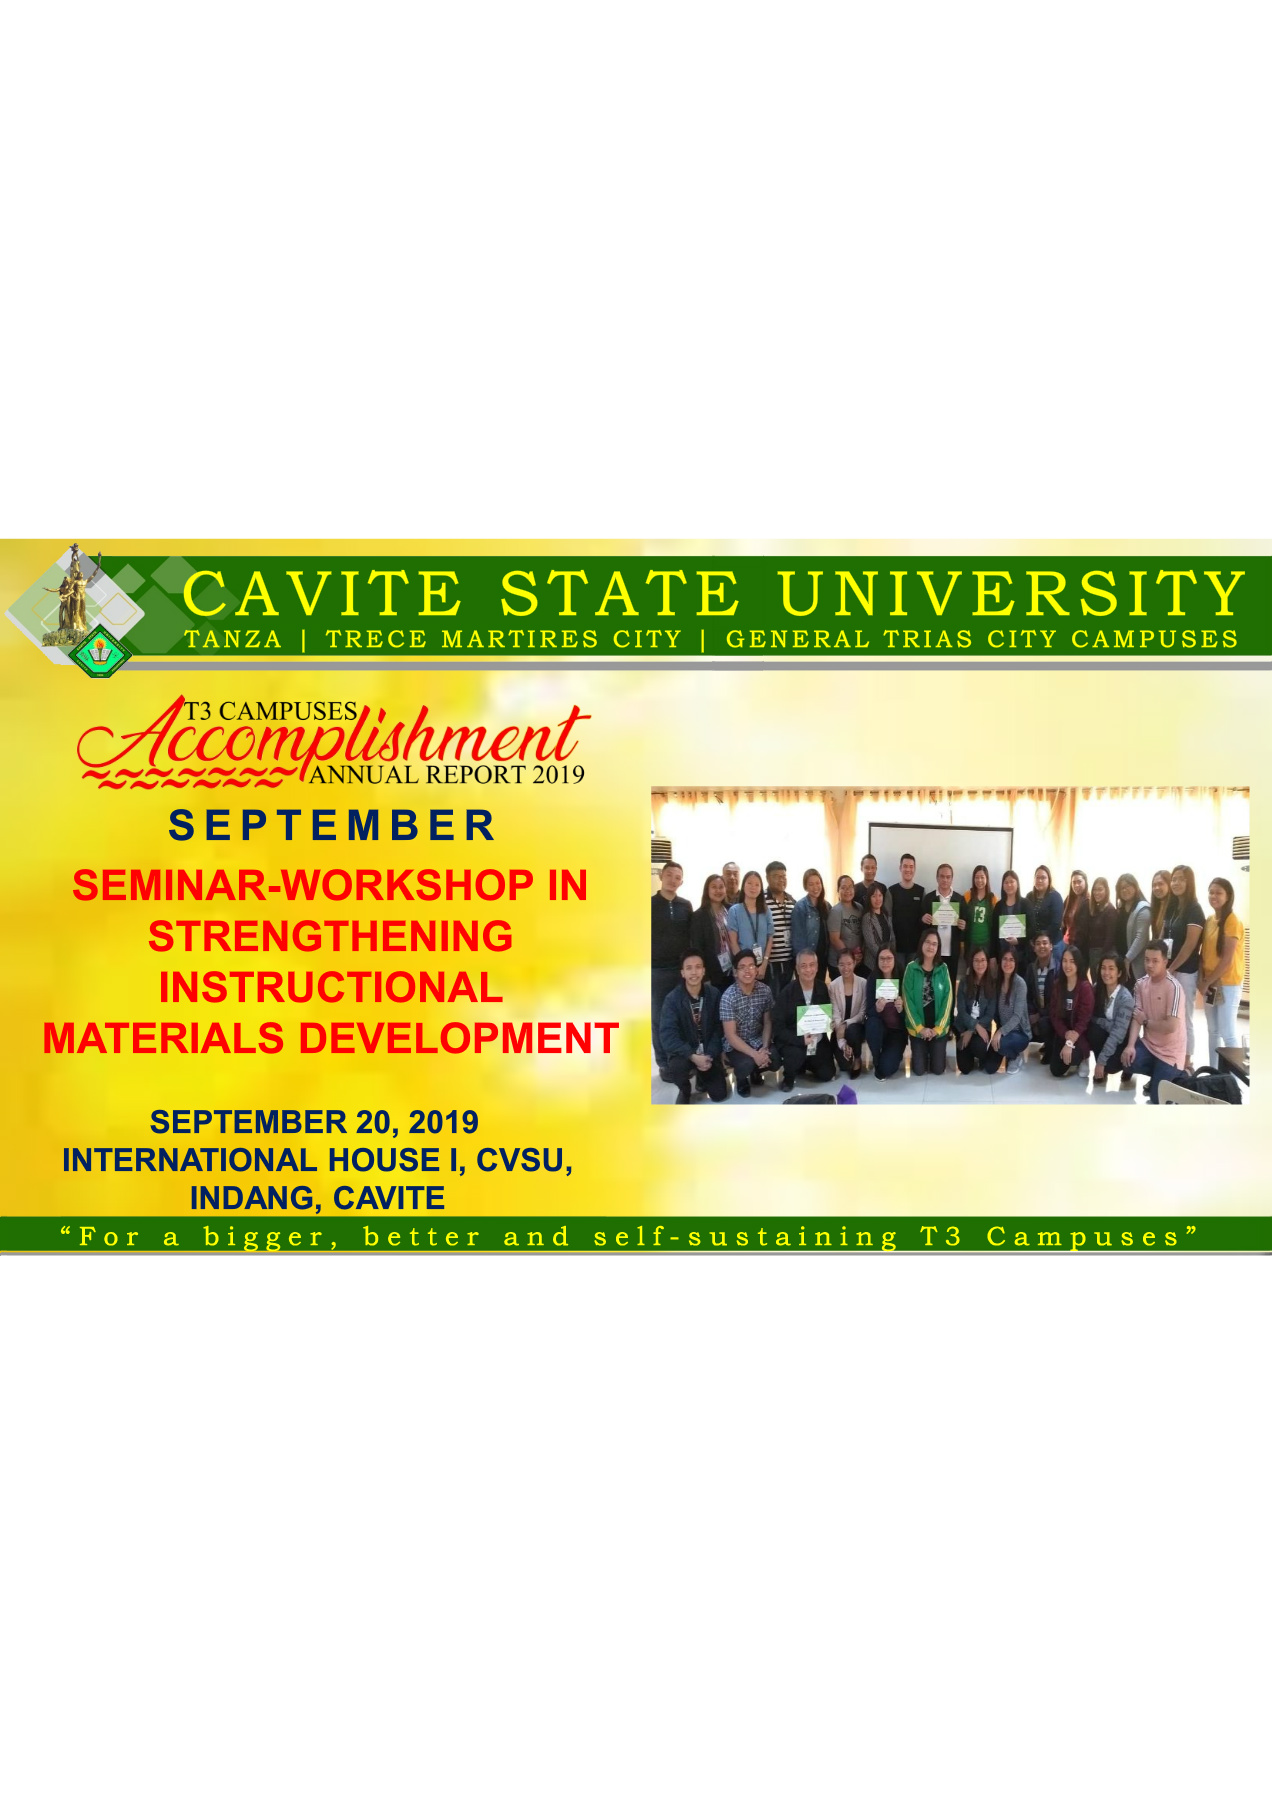 CAVITE STATE UNIVERSITY
TANZA | TRECE MARTIRES CITY | GENERAL TRIAS CITY CAMPUSES
T3 CAMPUSES
Accomplishment
ANNUAL REPORT 2019
SEPTEMBER
SEMINAR-WORKSHOP IN
STRENGTHENING
INSTRUCTIONAL
MATERIALS DEVELOPMENT
T3
SEPTEMBER 20, 2019
INTERNATIONAL HOUSE I, CVSU,
INDANG, CAVITE
“For a bigger, better and self-sustaining T3 Campuses”